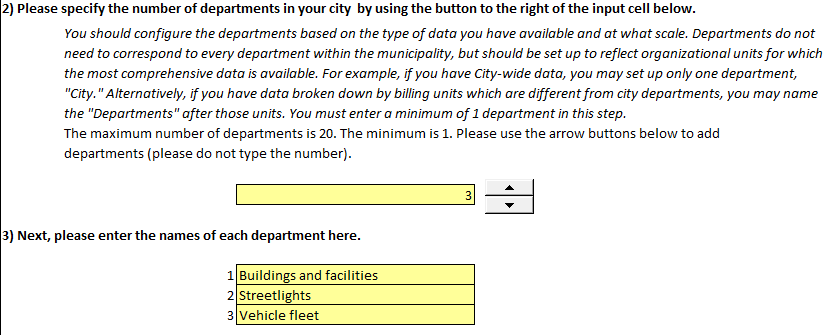 2) Please specify the number of departments in your city by using the button to the right of the input cell below.
You should configure the departments based on the type of data you have available and at what scale. Departments do not
need to correspond to every department within the municipality, but should be set up to reflect organizational units for which
the most comprehensive data is available. For example, if you have City-wide data, you may set up only one department,
"City." Alternatively, if you have data broken down by billing units which are different from city departments, you may name
the "Departments" after those units. You must enter a minimum of 1 department in this step.
The maximum number of departments is 20. The minimum is 1. Please use the arrow buttons below to add
departments (please do not type the number).
3
3) Next, please enter the names of each department here.
1 Buildings and facilities
2 Streetlights
3 Vehicle fleet